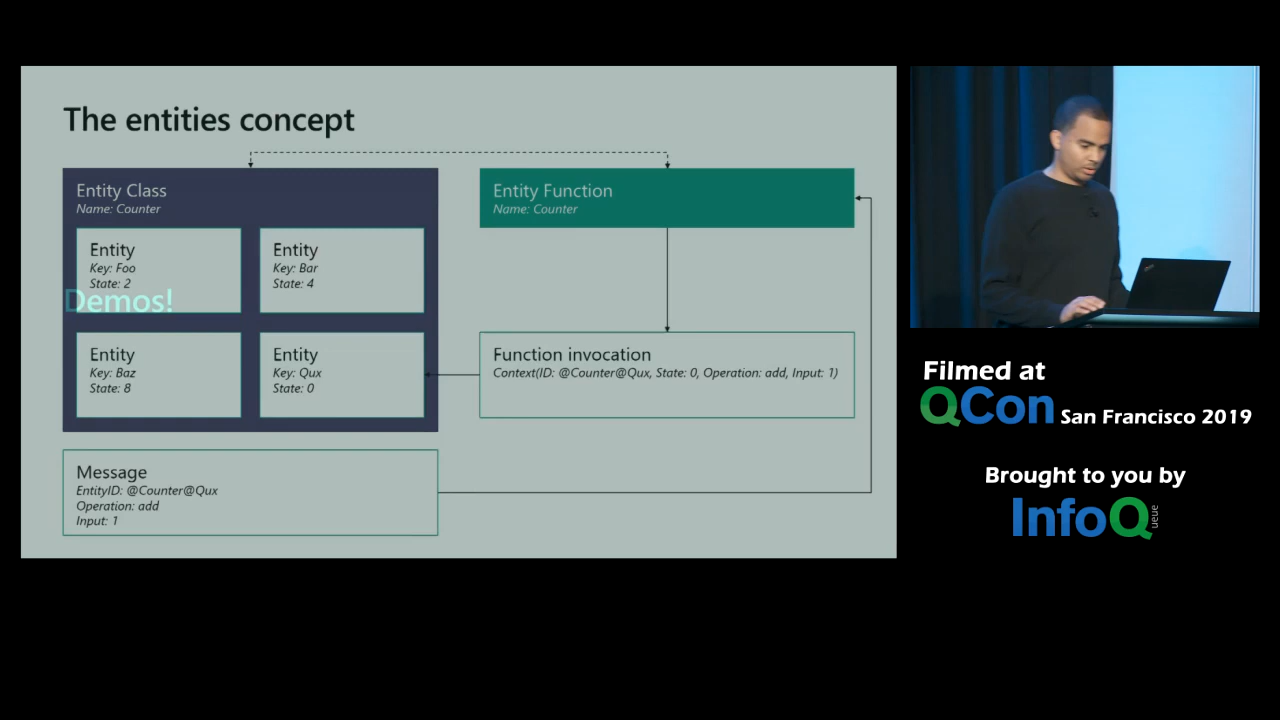 The entities concept
Entity Class
Name: Counter
Entity
Key: Foo
State: 2
Entity
Key: Bar
State: 4
Demos!
Entity
Key: Baz
State: 8
Entity
Key: Qux
State: 0
Entity Function
Name: Counter
Function invocation
Context(ID: @Counter@Qux, State: 0, Operation: add, Input: 1)
Message
EntityID: @Counter@Qux
Operation: add
Input: 1
Filmed at
QCon San Francisco 2019
Brought to you by
InfoQ
ueue